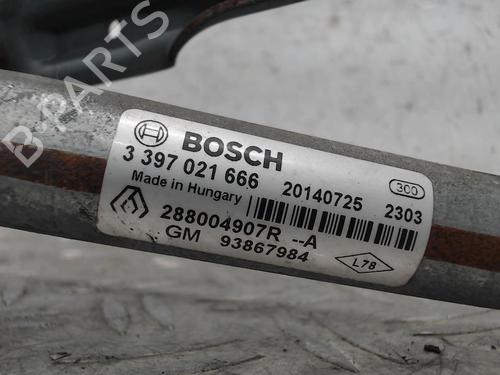 BOSCH
3 397 021 666 20140725 2303
300
Made in Hungary
288004907R --A
GM 93867984
L78
B-PARTS